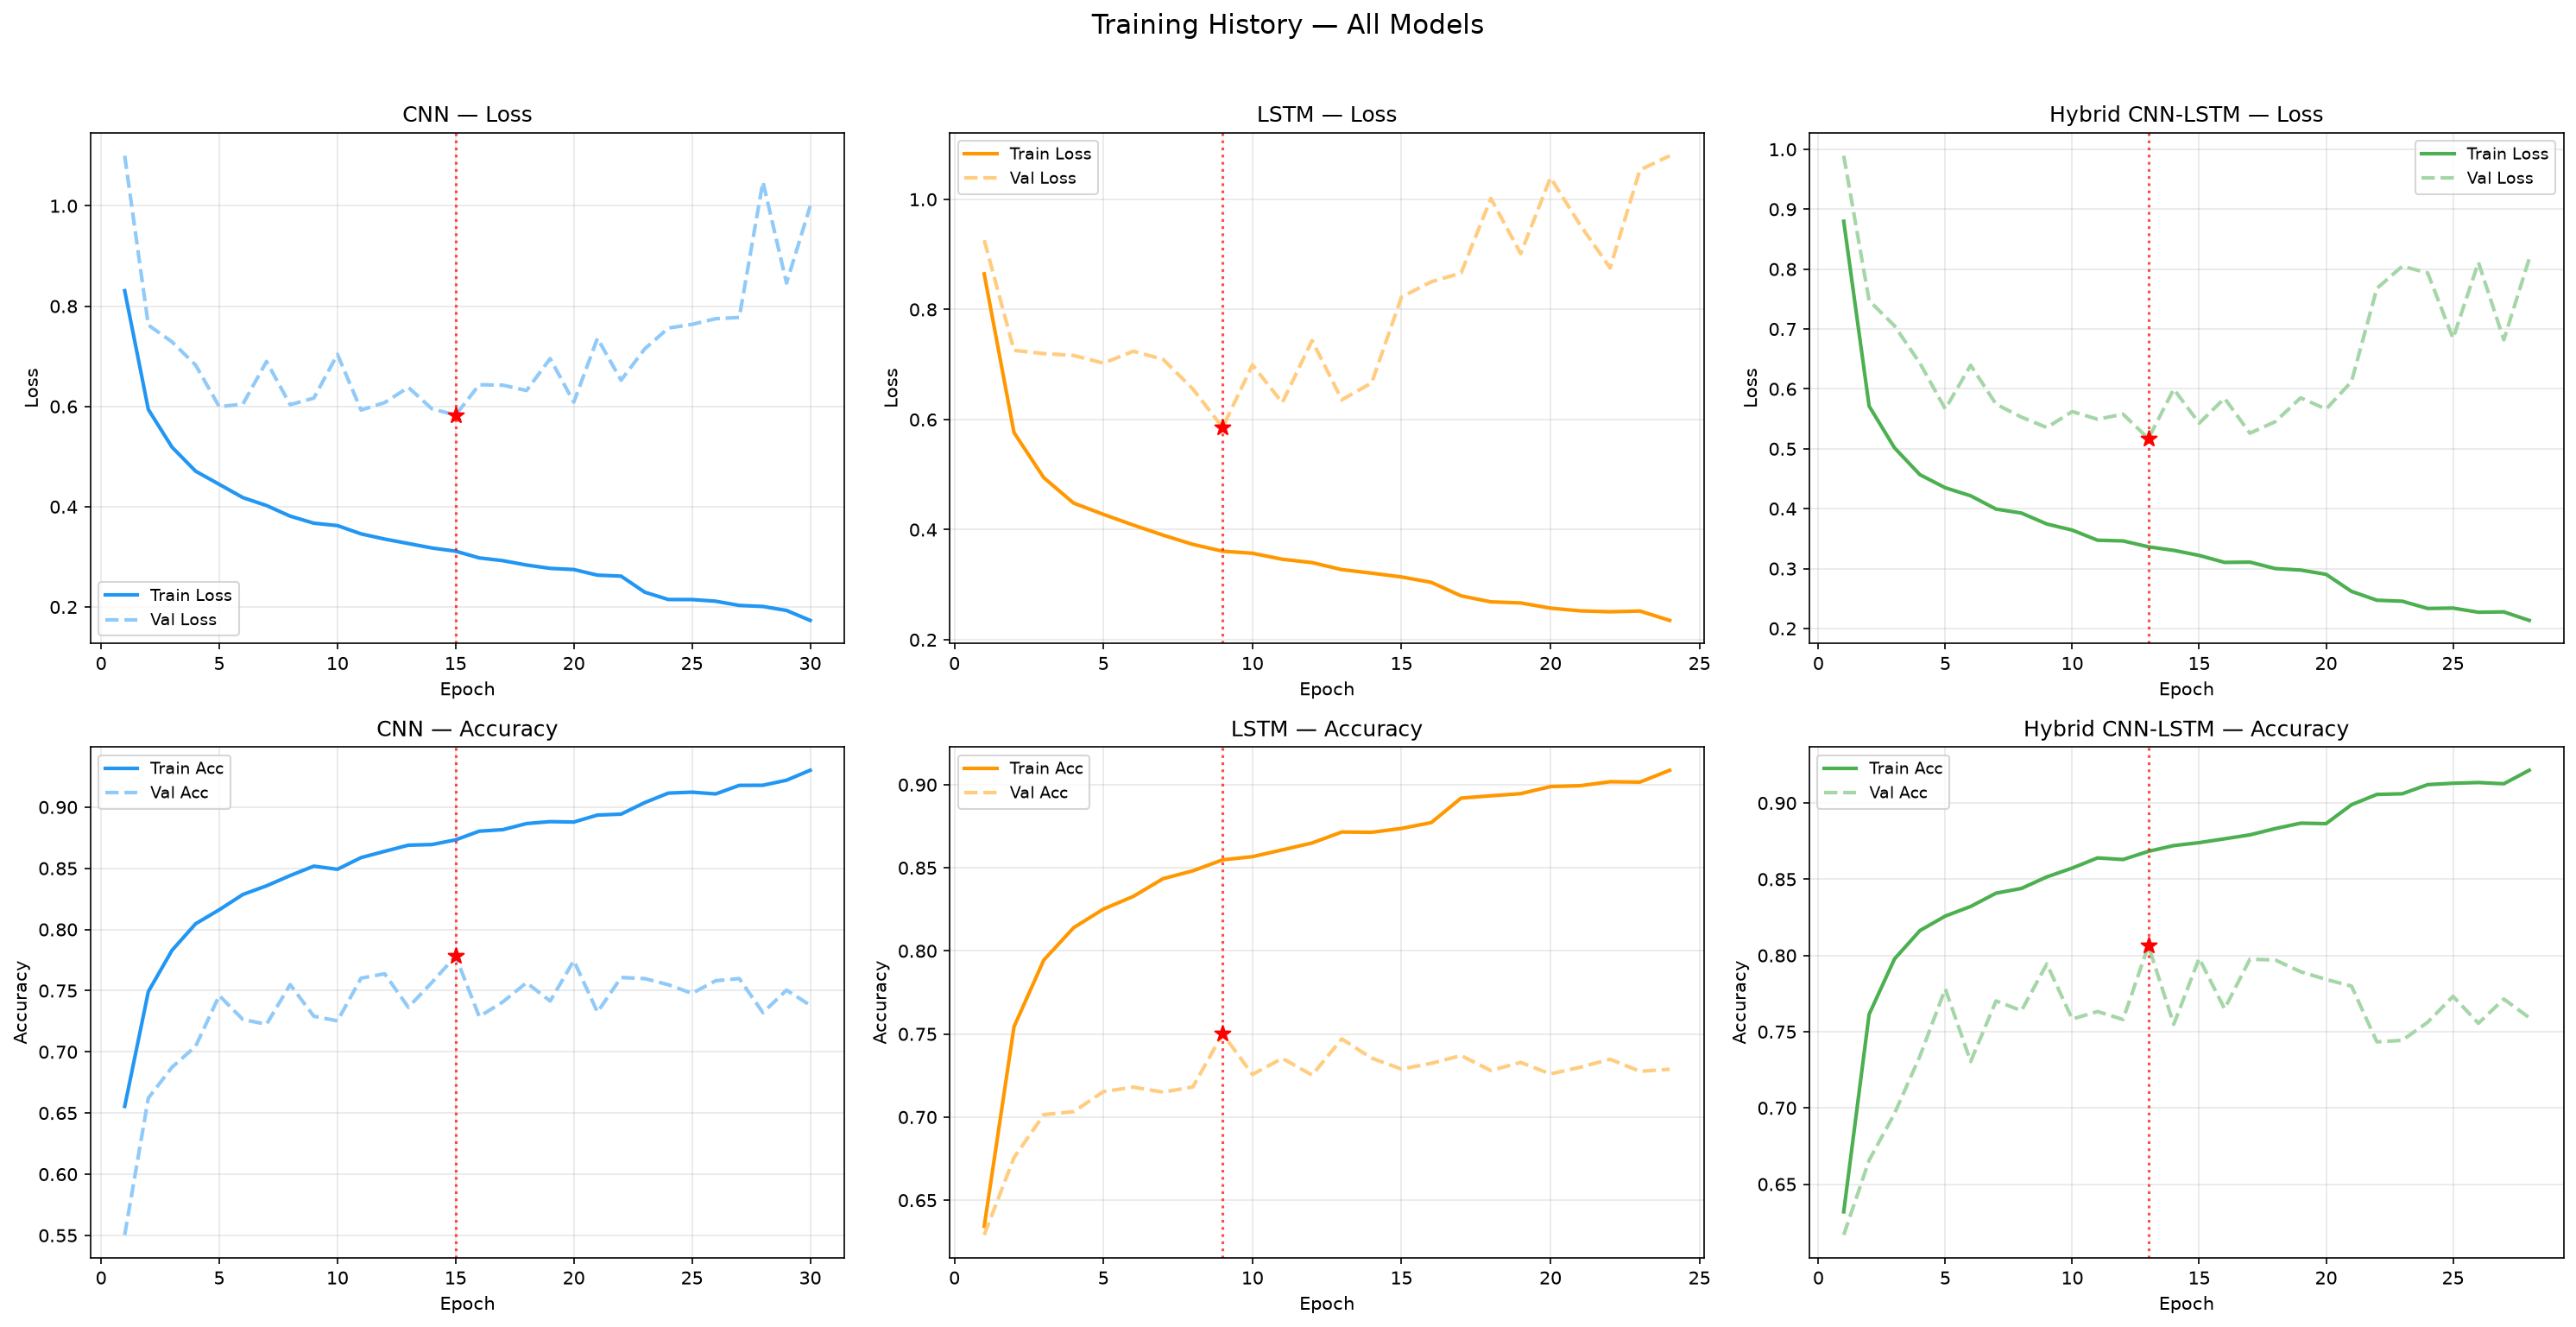 Training History — All Models
CNN — Loss
Loss
1.0
0.8
0.6
0.4
0.2
Train Loss
Val Loss
0 5 10 15 20 25 30
Epoch
LSTM — Loss
Loss
1.0
0.8
0.6
0.4
0.2
Train Loss
Val Loss
0 5 10 15 20 25
Epoch
Hybrid CNN-LSTM — Loss
Loss
1.0
0.9
0.8
0.7
0.6
0.5
0.4
0.3
0.2
Train Loss
Val Loss
0 5 10 15 20 25
Epoch
CNN — Accuracy
Accuracy
0.90
0.85
0.80
0.75
0.70
0.65
0.60
0.55
Train Acc
Val Acc
0 5 10 15 20 25 30
Epoch
LSTM — Accuracy
Accuracy
0.90
0.85
0.80
0.75
0.70
0.65
Train Acc
Val Acc
0 5 10 15 20 25
Epoch
Hybrid CNN-LSTM — Accuracy
Accuracy
0.90
0.85
0.80
0.75
0.70
0.65
Train Acc
Val Acc
0 5 10 15 20 25
Epoch